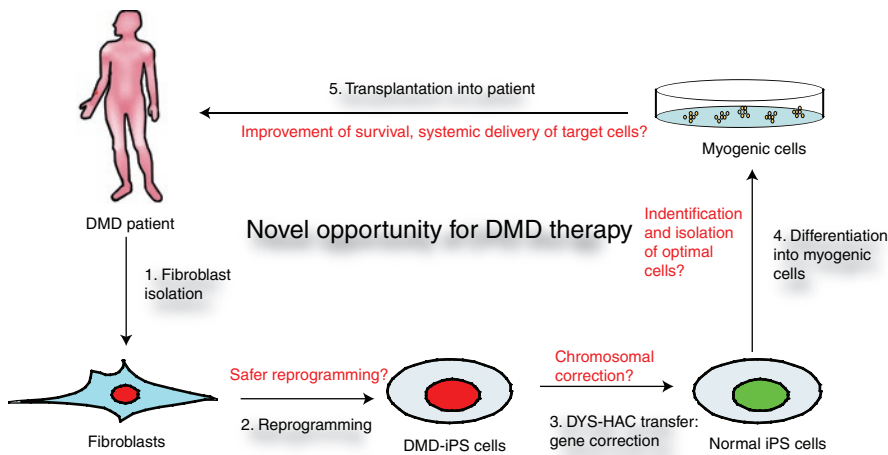 5. Transplantation into patient
Improvement of survival, systemic delivery of target cells?
Myogenic cells
DMD patient
Novel opportunity for DMD therapy
Indentification
and isolation
of optimal
cells?
4. Differentiation
into myogenic
cells
1. Fibroblast
isolation
Safer reprogramming?
2. Reprogramming
Chromosomal
correction?
3. DYS-HAC transfer:
gene correction
Fibroblasts
DMD-iPS cells
Normal iPS cells